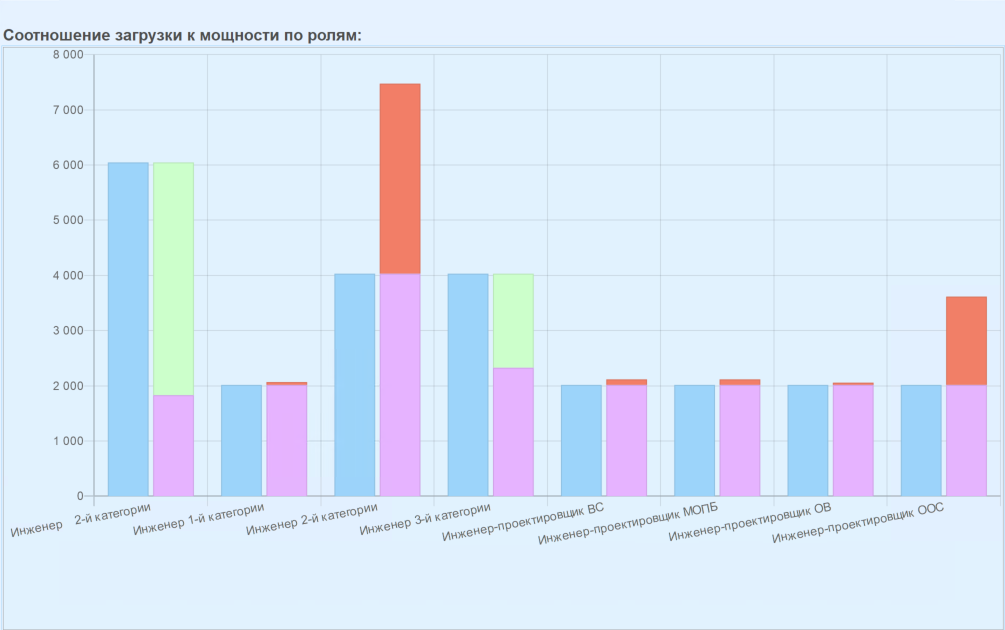 Соотношение загрузки к мощности по ролям:
8 000
7 000
6 000
5 000
4 000
3 000
2 000
1 000
0
Инженер    2-й категории
Инженер 1-й категории
Инженер 2-й категории
Инженер 3-й категории
Инженер-проектировщик ВС
Инженер-проектировщик МОПБ
Инженер-проектировщик ОВ
Инженер-проектировщик ООС